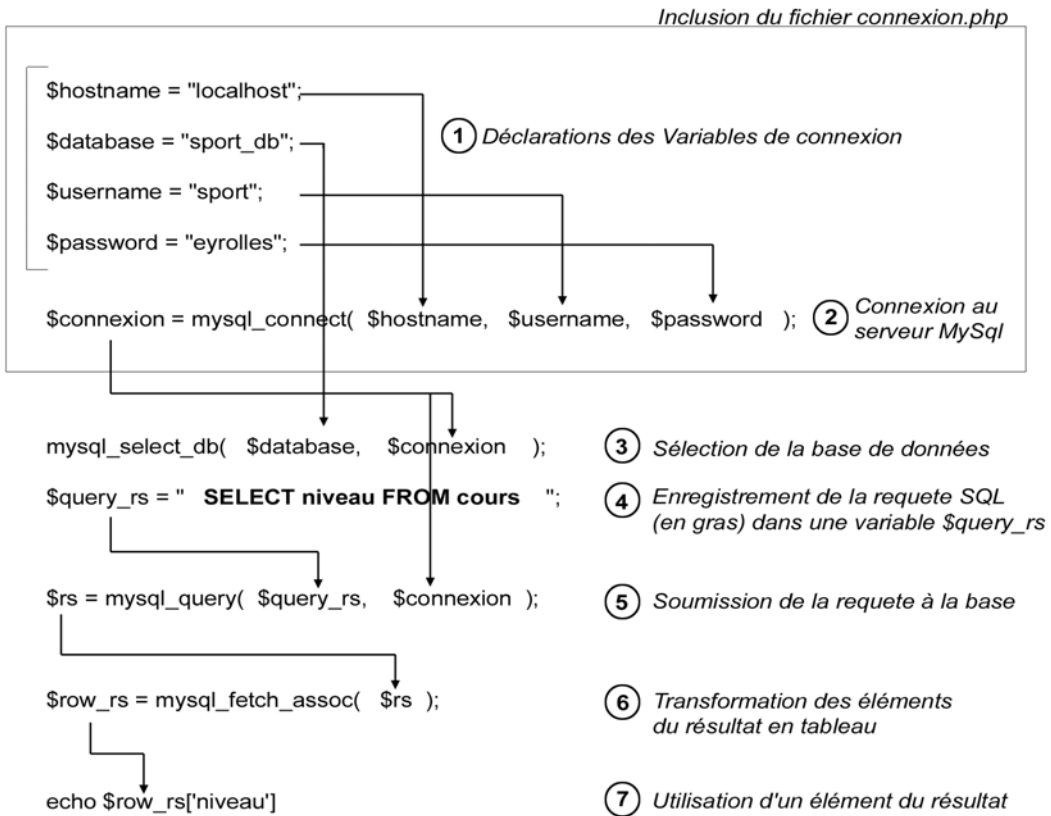 Inclusion du fichier connexion.php
$hostname = "localhost";
$database = "sport_db";
1 Déclarations des Variables de connexion
$username = "sport";
$password = "eyrolles";
$connexion = mysql_connect( $hostname, $username, $password );
2 Connexion au
serveur MySql
mysql_select_db( $database, $connexion );
3 Sélection de la base de données
$query_rs = " SELECT niveau FROM cours ";
4 Enregistrement de la requete SQL
(en gras) dans une variable $query_rs
$rs = mysql_query( $query_rs, $connexion );
5 Soumission de la requete à la base
$row_rs = mysql_fetch_assoc( $rs );
6 Transformation des éléments
du résultat en tableau
echo $row_rs['niveau']
7 Utilisation d'un élément du résultat